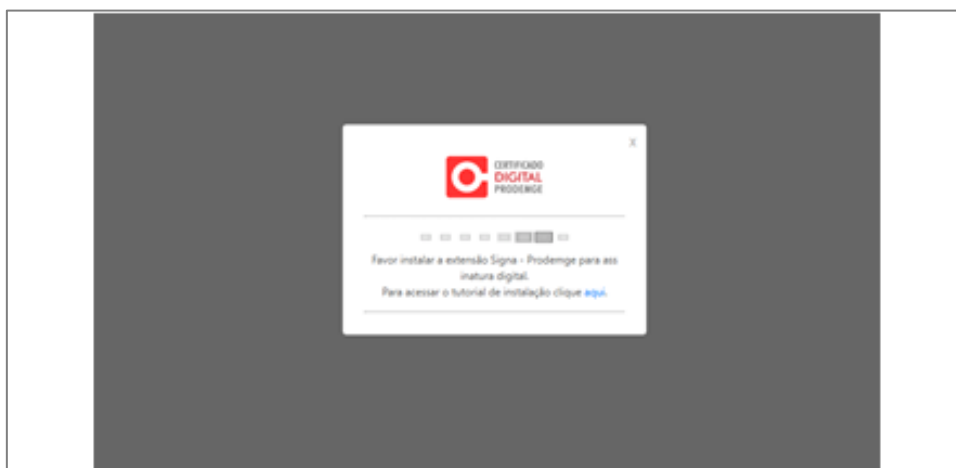 X
CERTIFICADO
DIGITAL
PRODEMGE
Favor instalar a extensão Signa - Prodemge para ass
inatura digital.
Para acessar o tutorial de instalação clique aqui.